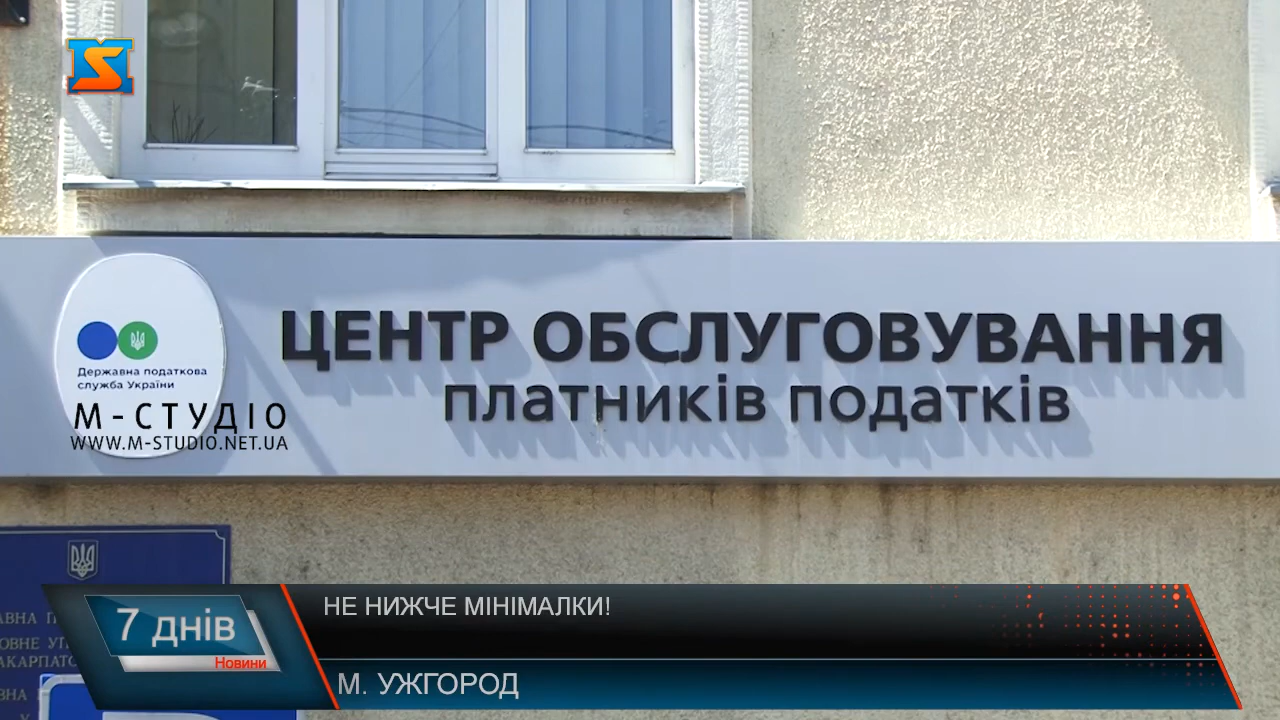 ЦЕНТР ОБСЛУГОВУВАННЯ
ПЛАТНИКІВ ПОДАТКІВ
Державна податкова
служба України
М-СТУДІО
WWW.M-STUDIO.NET.UA
7 днів
Новини
НЕ НИЖЧЕ МІНІМАЛКИ!
М. УЖГОРОД